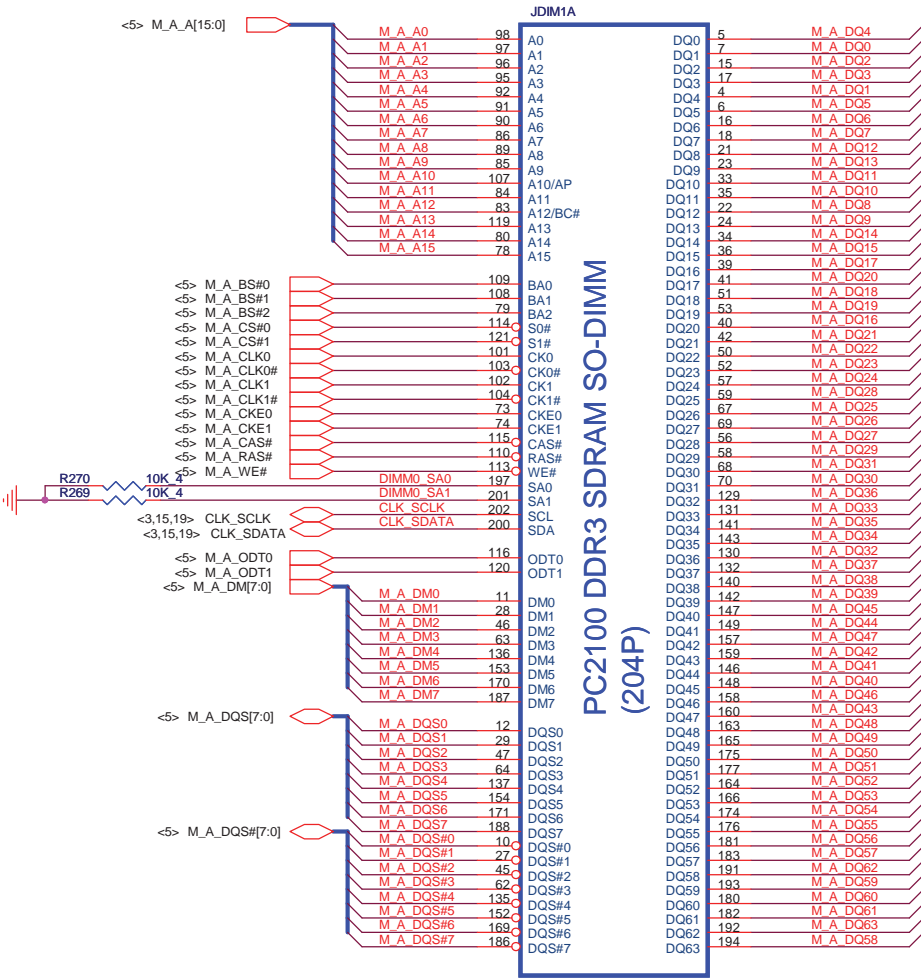 JDIM1A
<5> M_A_A[15:0]
M_A_A0 98 A0 DQ0 5 M_A_DQ4
M_A_A1 97 A1 DQ1 7 M_A_DQ0
M_A_A2 96 A2 DQ2 15 M_A_DQ2
M_A_A3 95 A3 DQ3 17 M_A_DQ3
M_A_A4 92 A4 DQ4 4 M_A_DQ1
M_A_A5 91 A5 DQ5 6 M_A_DQ5
M_A_A6 90 A6 DQ6 16 M_A_DQ6
M_A_A7 86 A7 DQ7 18 M_A_DQ7
M_A_A8 89 A8 DQ8 21 M_A_DQ12
M_A_A9 85 A9 DQ9 23 M_A_DQ13
M_A_A10 107 A10/AP DQ10 33 M_A_DQ11
M_A_A11 84 A11 DQ11 35 M_A_DQ10
M_A_A12 83 A12/BC# DQ12 22 M_A_DQ8
M_A_A13 119 A13 DQ13 24 M_A_DQ9
M_A_A14 80 A14 DQ14 34 M_A_DQ14
M_A_A15 78 A15 DQ15 36 M_A_DQ15
DQ16 39 M_A_DQ17
<5> M_A_BS#0 109 BA0 DQ17 41 M_A_DQ20
<5> M_A_BS#1 108 BA1 DQ18 51 M_A_DQ18
<5> M_A_BS#2 79 BA2 DQ19 53 M_A_DQ19
<5> M_A_CS#0 114 S0# DQ20 40 M_A_DQ16
<5> M_A_CS#1 121 S1# DQ21 42 M_A_DQ21
<5> M_A_CLK0 101 CK0 DQ22 50 M_A_DQ22
<5> M_A_CLK0# 103 CK0# DQ23 52 M_A_DQ23
<5> M_A_CLK1 102 CK1 DQ24 57 M_A_DQ24
<5> M_A_CLK1# 104 CK1# DQ25 59 M_A_DQ28
<5> M_A_CKE0 73 CKE0 DQ26 67 M_A_DQ25
<5> M_A_CKE1 74 CKE1 DQ27 69 M_A_DQ26
<5> M_A_CAS# 115 CAS# DQ28 56 M_A_DQ27
<5> M_A_RAS# 110 RAS# DQ29 58 M_A_DQ29
<5> M_A_WE# 113 WE# DQ30 68 M_A_DQ31
R270 10K_4 DIMM0_SA0 197 SA0 DQ31 70 M_A_DQ30
R269 10K_4 DIMM0_SA1 201 SA1 DQ32 129 M_A_DQ36
<3,15,19> CLK_SCLK CLK_SCLK 202 SCL DQ33 131 M_A_DQ33
<3,15,19> CLK_SDATA CLK_SDATA 200 SDA DQ34 141 M_A_DQ35
DQ35 143 M_A_DQ34
<5> M_A_ODT0 116 ODT0 DQ36 130 M_A_DQ32
<5> M_A_ODT1 120 ODT1 DQ37 132 M_A_DQ37
<5> M_A_DM[7:0] DQ38 140 M_A_DQ38
M_A_DM0 11 DM0 DQ39 142 M_A_DQ39
M_A_DM1 28 DM1 DQ40 147 M_A_DQ45
M_A_DM2 46 DM2 DQ41 149 M_A_DQ44
M_A_DM3 63 DM3 DQ42 157 M_A_DQ47
M_A_DM4 136 DM4 DQ43 159 M_A_DQ42
M_A_DM5 153 DM5 DQ44 146 M_A_DQ41
M_A_DM6 170 DM6 DQ45 148 M_A_DQ40
M_A_DM7 187 DM7 DQ46 158 M_A_DQ46
<5> M_A_DQS[7:0] DQ47 160 M_A_DQ43
M_A_DQS0 12 DQS0 DQ48 163 M_A_DQ48
M_A_DQS1 29 DQS1 DQ49 165 M_A_DQ49
M_A_DQS2 47 DQS2 DQ50 175 M_A_DQ50
M_A_DQS3 64 DQS3 DQ51 177 M_A_DQ51
M_A_DQS4 137 DQS4 DQ52 164 M_A_DQ52
M_A_DQS5 154 DQS5 DQ53 166 M_A_DQ53
M_A_DQS6 171 DQS6 DQ54 174 M_A_DQ54
M_A_DQS7 188 DQS7 DQ55 176 M_A_DQ55
<5> M_A_DQS#[7:0]
M_A_DQS#0 10 DQS#0 DQ56 181 M_A_DQ56
M_A_DQS#1 27 DQS#1 DQ57 183 M_A_DQ57
M_A_DQS#2 45 DQS#2 DQ58 191 M_A_DQ62
M_A_DQS#3 62 DQS#3 DQ59 193 M_A_DQ59
M_A_DQS#4 135 DQS#4 DQ60 180 M_A_DQ60
M_A_DQS#5 152 DQS#5 DQ61 182 M_A_DQ61
M_A_DQS#6 169 DQS#6 DQ62 192 M_A_DQ63
M_A_DQS#7 186 DQS#7 DQ63 194 M_A_DQ58
PC2100 DDR3 SDRAM SO-DIMM
(204P)